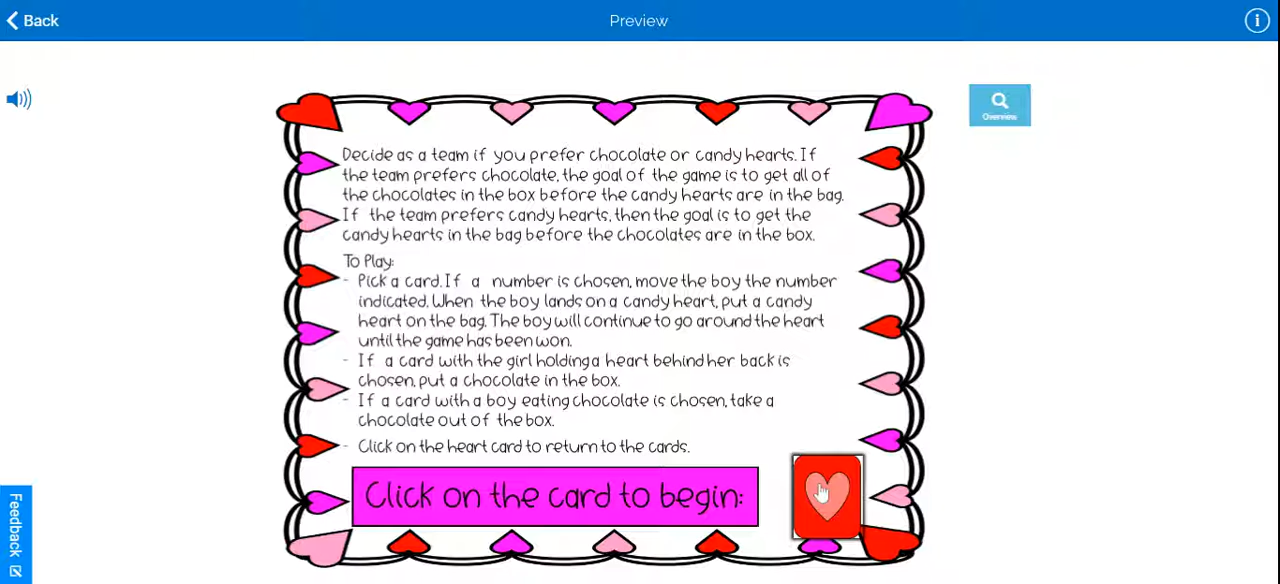 Back
Preview
Overview
Decide as a team if you prefer chocolate or candy hearts. If
the team prefers chocolate, the goal of the game is to get all of
the chocolates in the box before the candy hearts are in the bag.
If the team prefers candy hearts, then the goal is to get the
candy hearts in the bag before the chocolates are in the box.
To Play:
- Pick a card. If a number is chosen, move the boy the number
indicated. When the boy lands on a candy heart, put a candy
heart on the bag. The boy will continue to go around the heart
until the game has been won.
- If a card with the girl holding a heart behind her back is
chosen, put a chocolate in the box.
- If a card with a boy eating chocolate is chosen, take a
chocolate out of the box.
- Click on the heart card to return to the cards.
Click on the card to begin:
Feedback